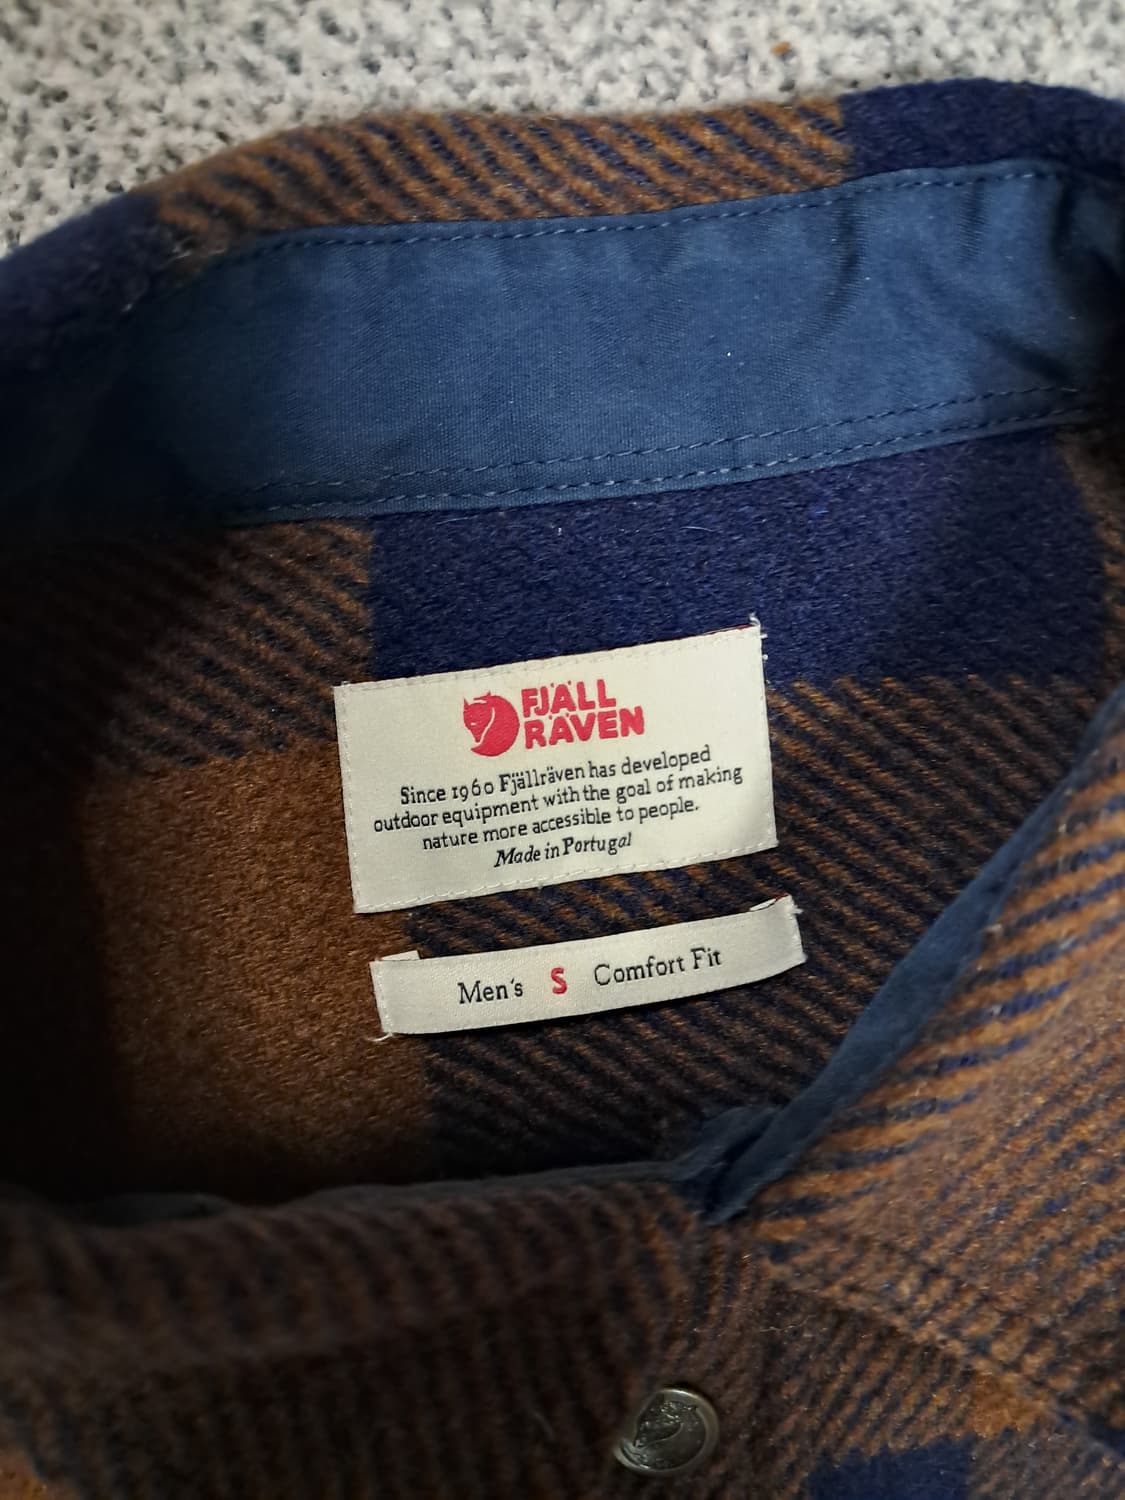 FJÄLL
RÄVEN
Since 1960 Fjällräven has developed
outdoor equipment with the goal of making
nature more accessible to people.
Made in Portugal
Men's S Comfort Fit